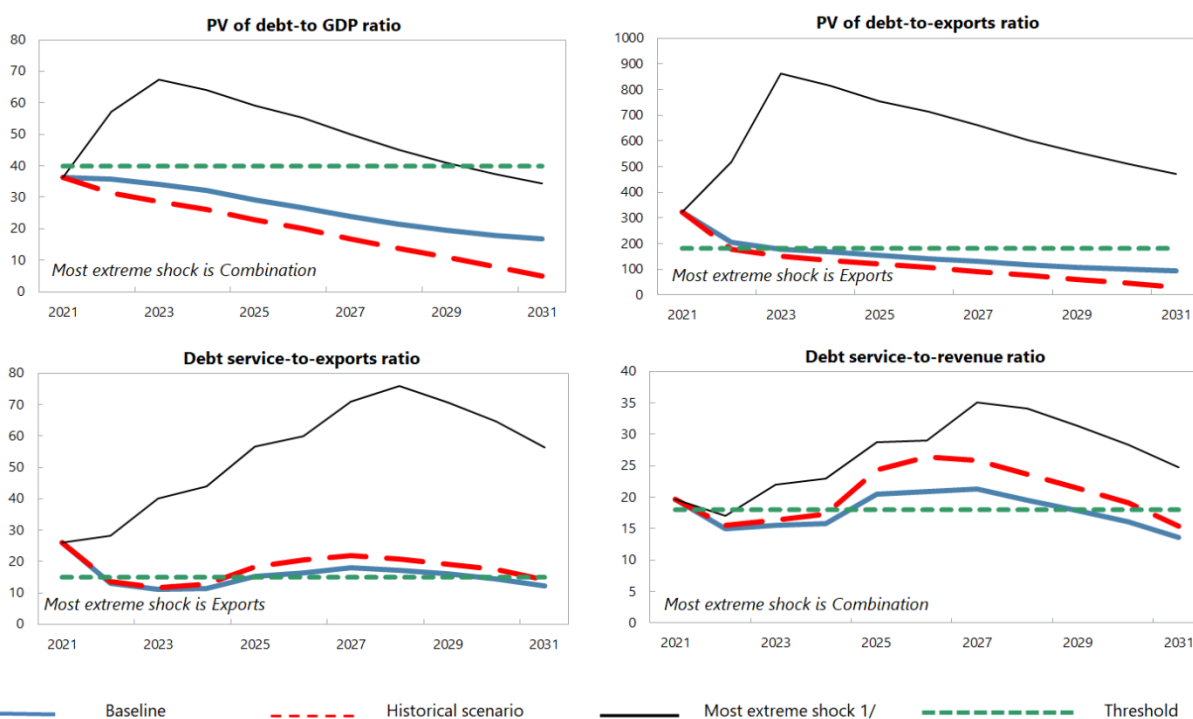 PV of debt-to GDP ratio
80
70
60
50
40
30
20
10
0
Most extreme shock is Combination
2021 2023 2025 2027 2029 2031
PV of debt-to-exports ratio
1000
900
800
700
600
500
400
300
200
100
0
Most extreme shock is Exports
2021 2023 2025 2027 2029 2031
Debt service-to-exports ratio
80
70
60
50
40
30
20
10
0
Most extreme shock is Exports
2021 2023 2025 2027 2029 2031
Debt service-to-revenue ratio
40
35
30
25
20
15
10
5
0
Most extreme shock is Combination
2021 2023 2025 2027 2029 2031
Baseline Historical scenario Most extreme shock 1/ Threshold